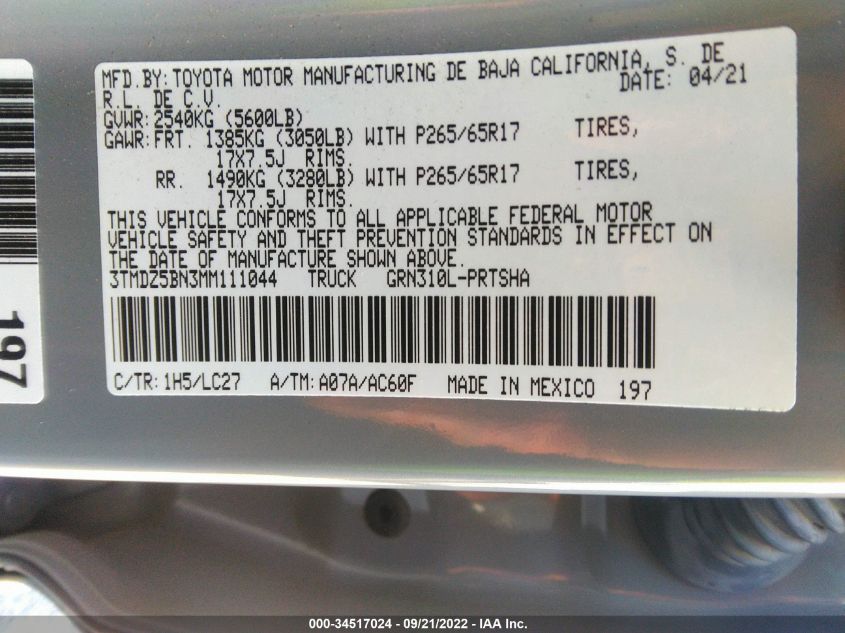 MFD.BY:TOYOTA MOTOR MANUFACTURING DE BAJA CALIFORNIA, S. DE
R.L. DE C.V. DATE: 04/21
GVWR:2540KG (5600LB)
GAWR:FRT. 1385KG (3050LB) WITH P265/65R17 TIRES,
17X7.5J RIMS.
RR. 1490KG (3280LB) WITH P265/65R17 TIRES,
17X7.5J RIMS.
THIS VEHICLE CONFORMS TO ALL APPLICABLE FEDERAL MOTOR
VEHICLE SAFETY AND THEFT PREVENTION STANDARDS IN EFFECT ON
THE DATE OF MANUFACTURE SHOWN ABOVE.
3TMDZ5BN3MM111044 TRUCK GRN310L-PRTSHA
C/TR:1H5/LC27 A/TM:A07A/AC60F MADE IN MEXICO 197
197
000-34517024 - 09/21/2022 - IAA Inc.